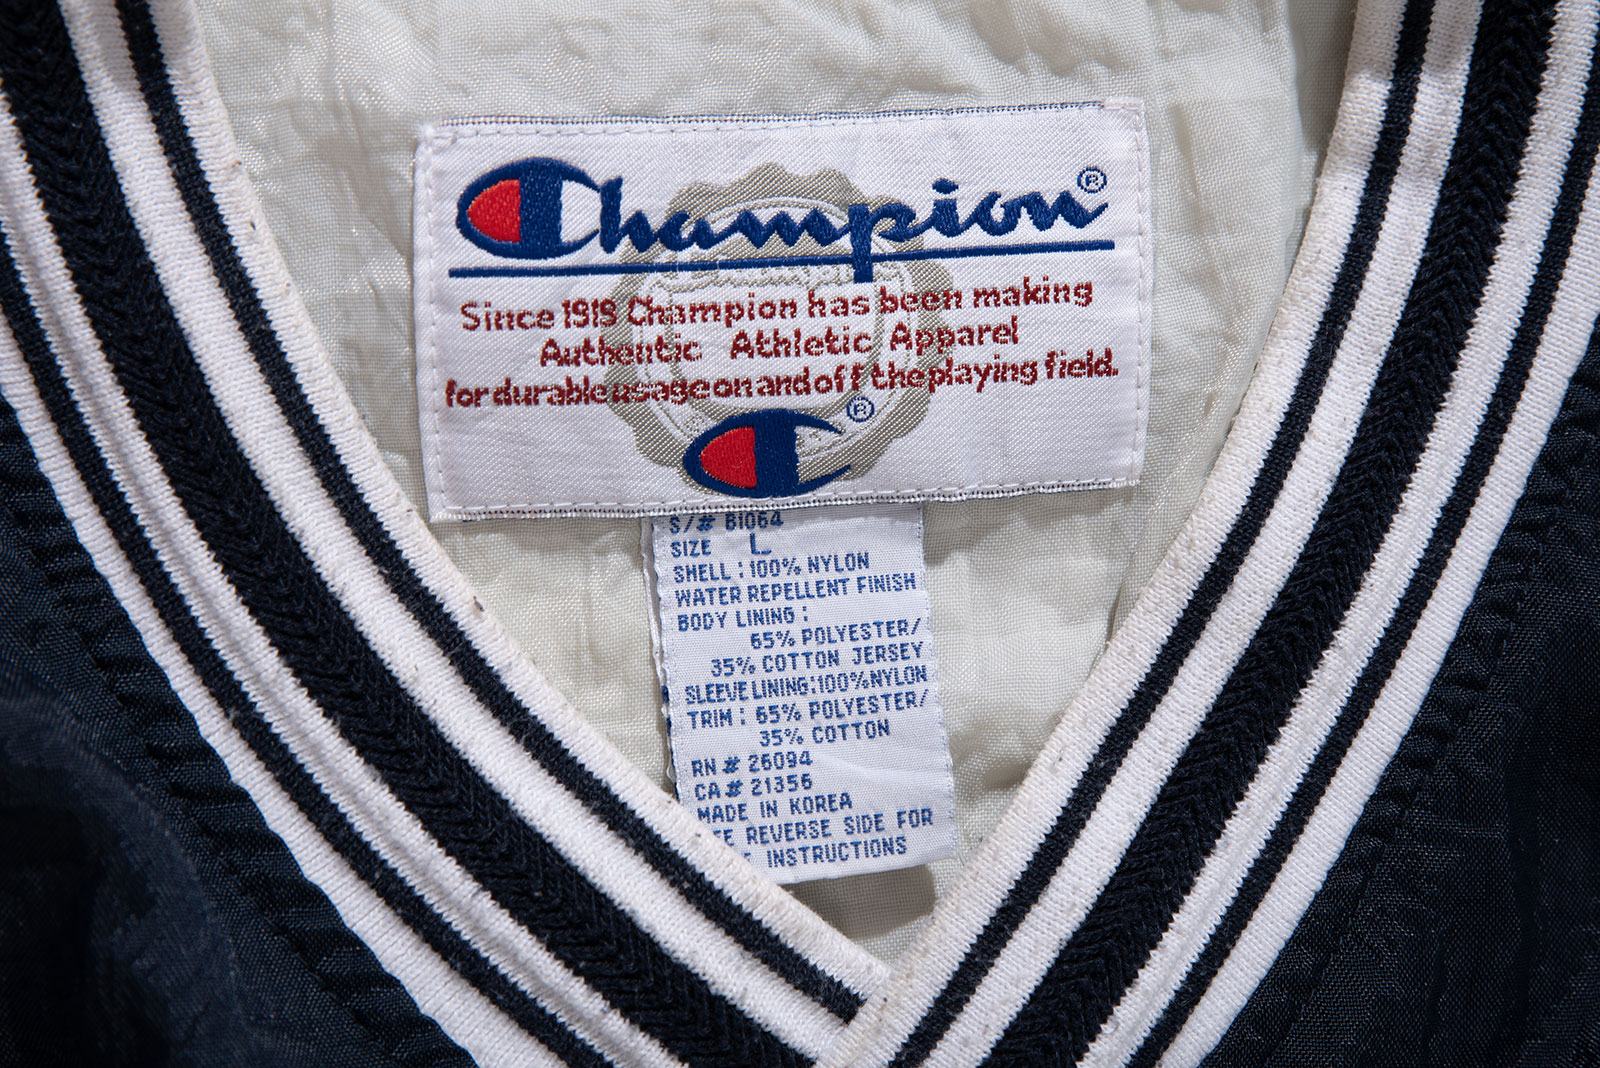 Champion®
Since 1919 Champion has been making
Authentic Athletic Apparel
for durable usage on and off the playing field.
®
S/# B1064
SIZE L
SHELL : 100% NYLON
WATER REPELLENT FINISH
BODY LINING :
65% POLYESTER/
35% COTTON JERSEY
SLEEVE LINING:100%NYLON
TRIM : 65% POLYESTER/
35% COTTON
RN # 26094
CA# 21356
MADE IN KOREA
REVERSE SIDE FOR
INSTRUCTIONS